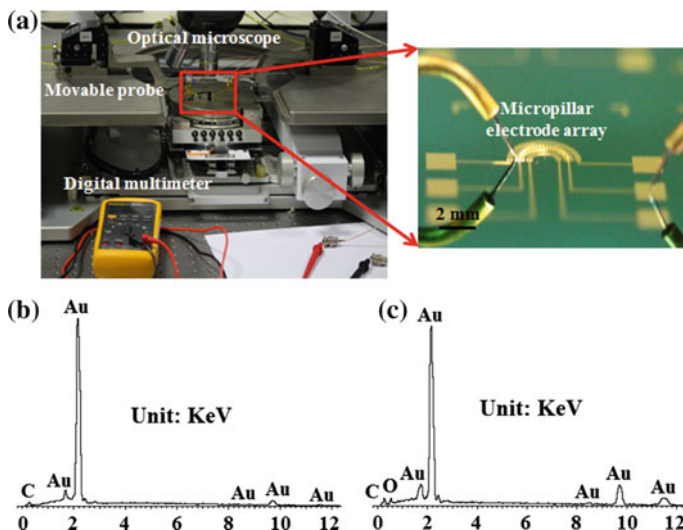 (a)
Optical microscope
Movable probe
Digital multimeter
Micropillar
electrode array
2 mm
(b)
Au
Unit: KeV
C
Au
Au
Au
Au
0 2 4 6 8 10 12
(c)
Au
Unit: KeV
C
O
Au
Au
Au
Au
0 2 4 6 8 10 12